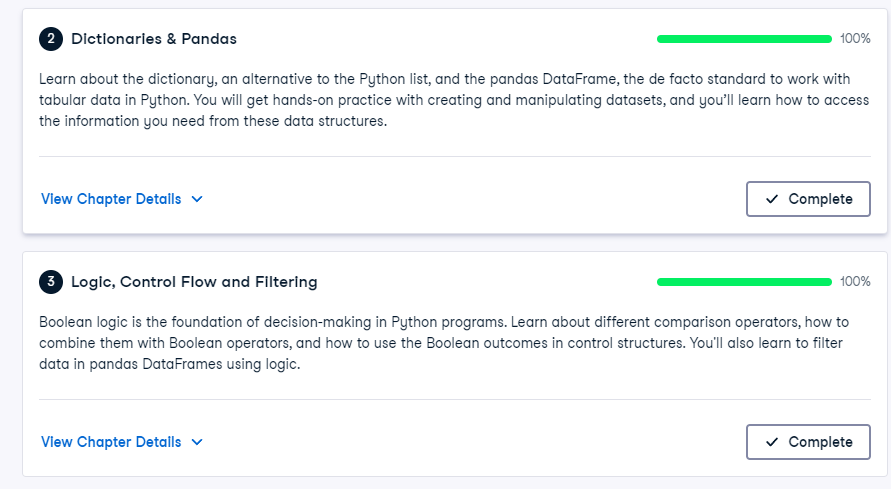 2 Dictionaries & Pandas 100%
Learn about the dictionary, an alternative to the Python list, and the pandas DataFrame, the de facto standard to work with
tabular data in Python. You will get hands-on practice with creating and manipulating datasets, and you’ll learn how to access
the information you need from these data structures.
View Chapter Details Complete
3 Logic, Control Flow and Filtering 100%
Boolean logic is the foundation of decision-making in Python programs. Learn about different comparison operators, how to
combine them with Boolean operators, and how to use the Boolean outcomes in control structures. You'll also learn to filter
data in pandas DataFrames using logic.
View Chapter Details Complete